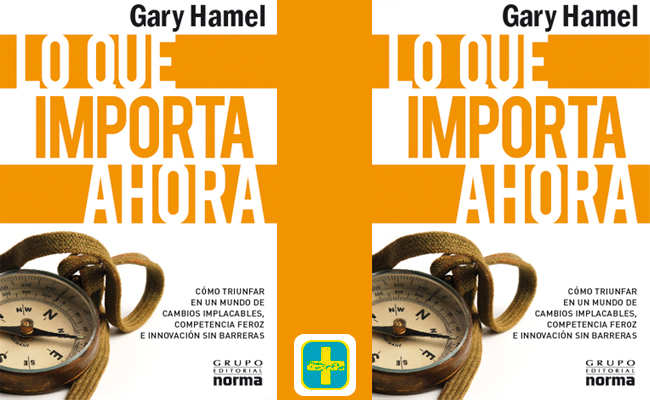 Gary Hamel
LO QUE
IMPORTA
AHORA
CÓMO TRIUNFAR
EN UN MUNDO DE
CAMBIOS IMPLACABLES,
COMPETENCIA FEROZ
E INNOVACIÓN SIN BARRERAS
GRUPO
EDITORIAL
norma
Gary Hamel
LO QUE
IMPORTA
AHORA
CÓMO TRIUNFAR
EN UN MUNDO DE
CAMBIOS IMPLACABLES,
COMPETENCIA FEROZ
E INNOVACIÓN SIN BARRERAS
GRUPO
EDITORIAL
norma